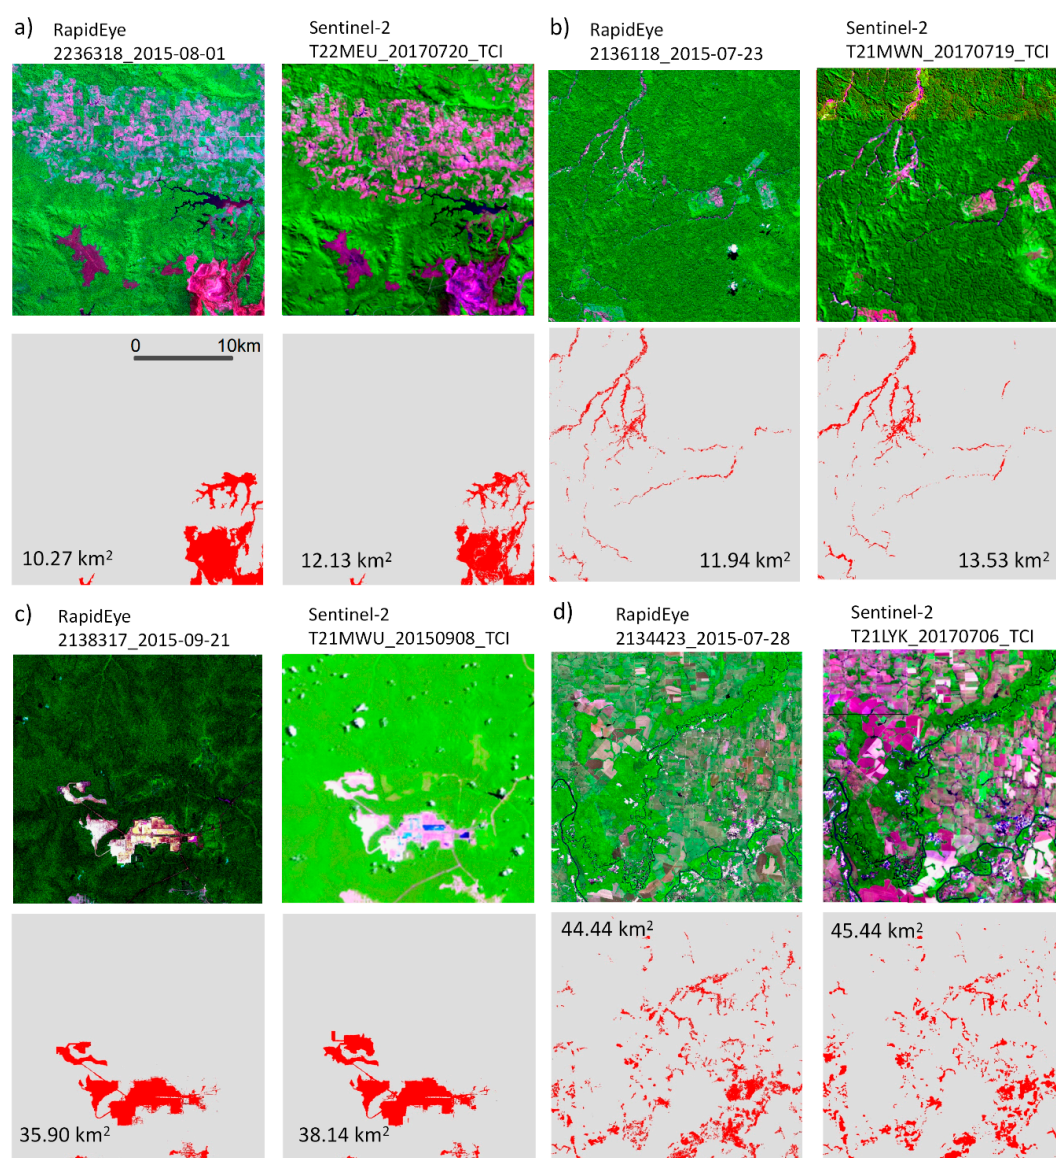 a)
RapidEye
2236318_2015-08-01
Sentinel-2
T22MEU_20170720_TCI
b)
RapidEye
2136118_2015-07-23
Sentinel-2
T21MWN_20170719_TCI
0 10km
10.27 km²
12.13 km²
11.94 km²
13.53 km²
c)
RapidEye
2138317_2015-09-21
Sentinel-2
T21MWU_20150908_TCI
d)
RapidEye
2134423_2015-07-28
Sentinel-2
T21LYK_20170706_TCI
35.90 km²
38.14 km²
44.44 km²
45.44 km²